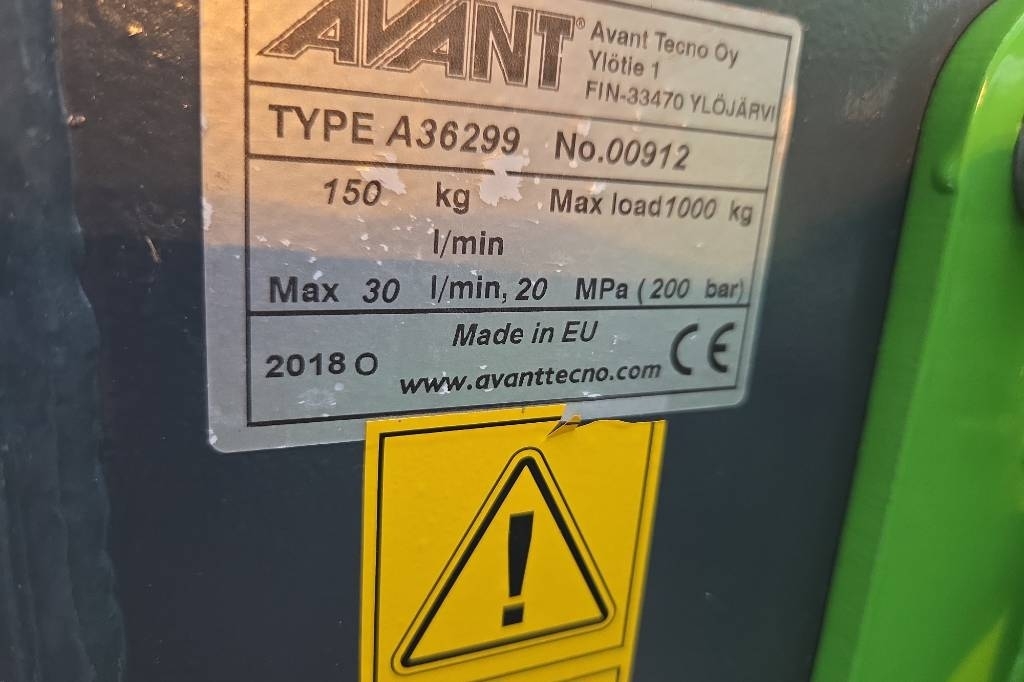 AVANT®
Avant Tecno Oy
Ylötie 1
FIN-33470 YLÖJÄRVI
TYPE A36299 No.00912
150 kg Max load 1000 kg
l/min
Max 30 l/min, 20 MPa ( 200 bar)
Made in EU
2018 O www.avanttecno.com CE
!